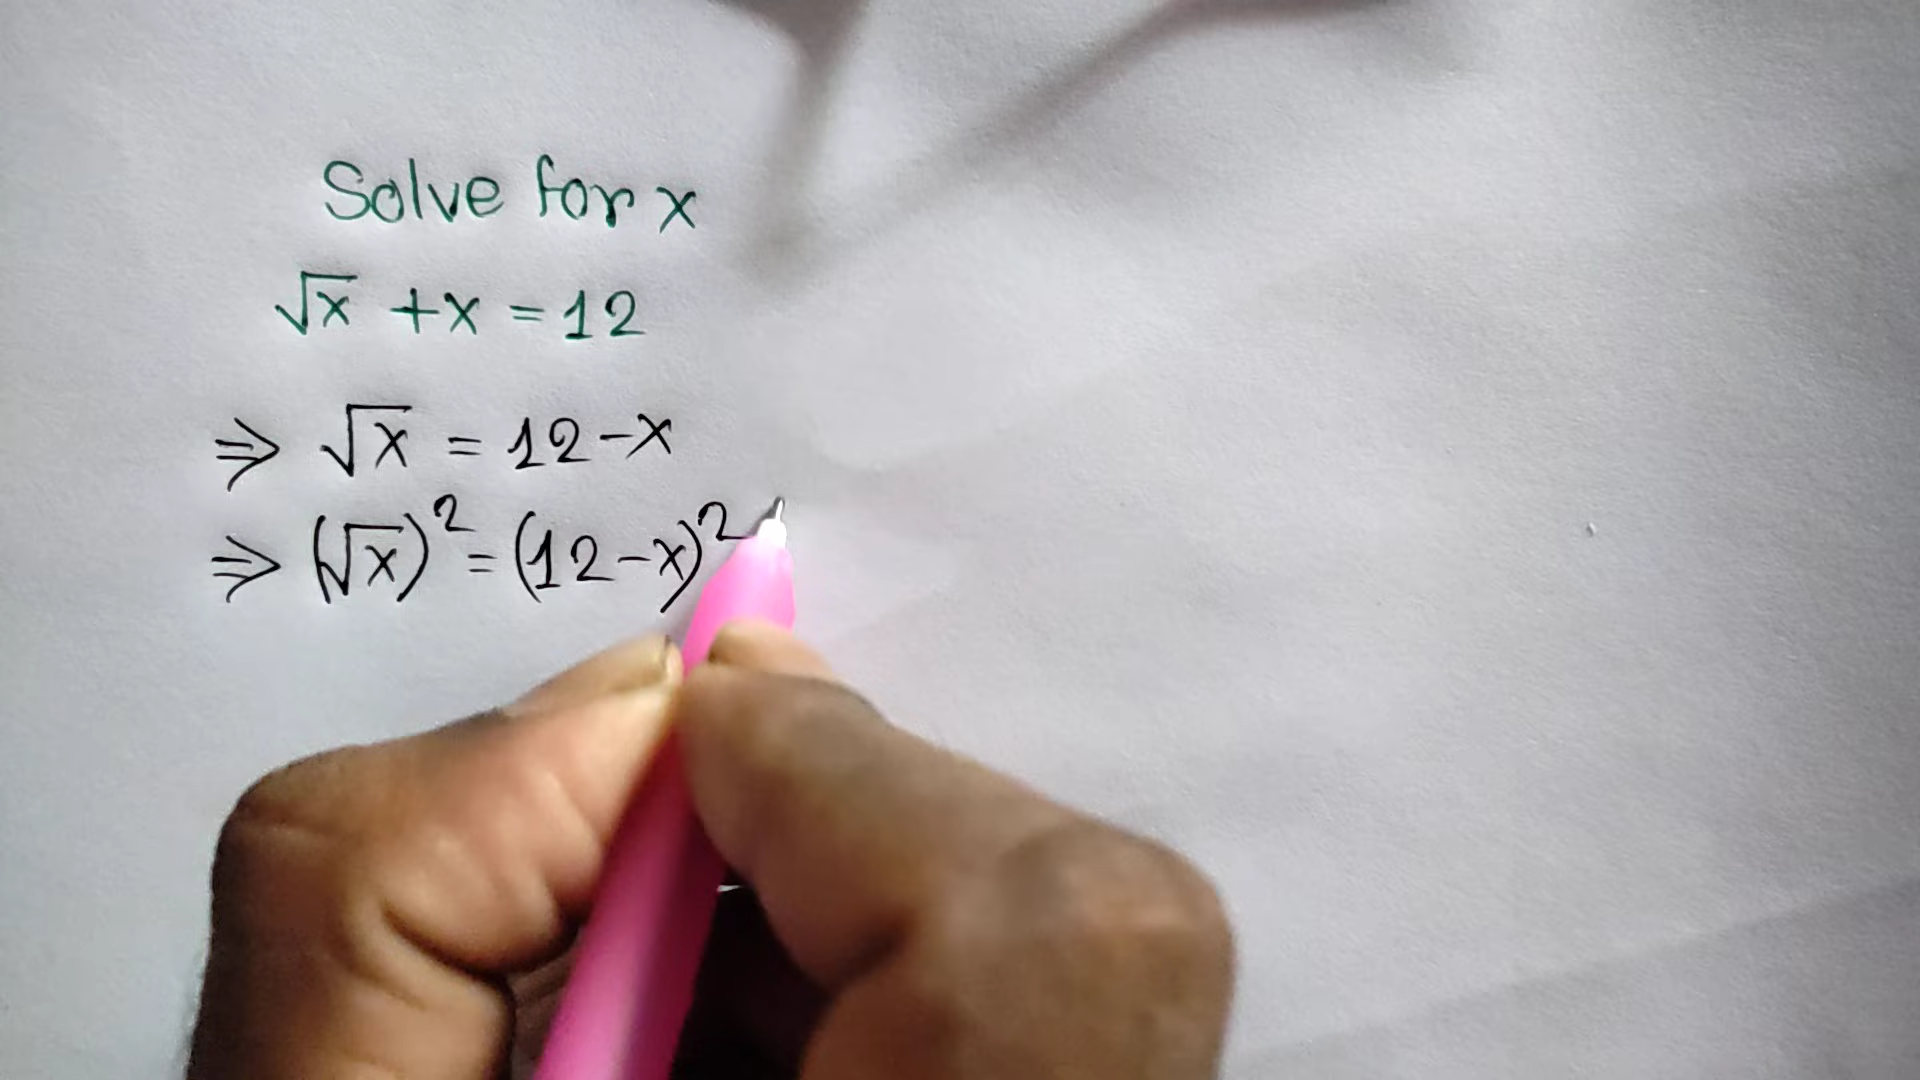 Solve for x
√x + x = 12
⇒ √x = 12 - x
⇒ (√x)² = (12 - x)²